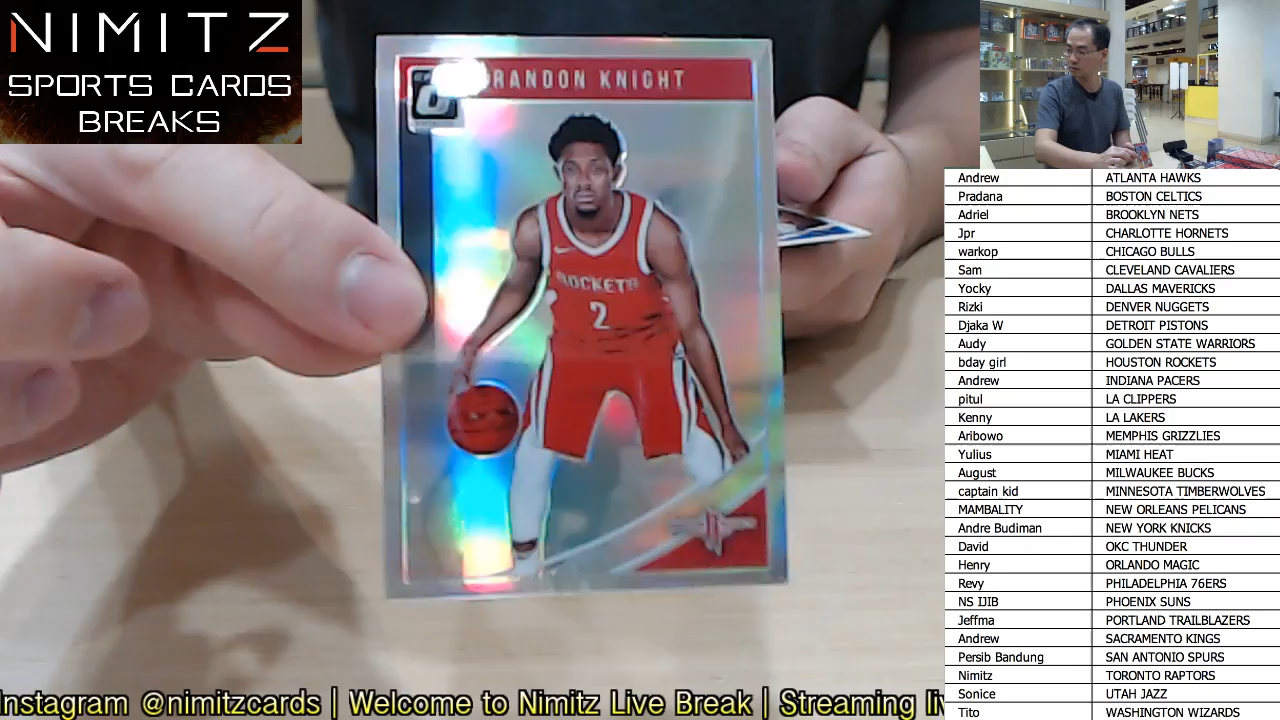 NIMITZ
SPORTS CARDS
BREAKS
RANDON KNIGHT
ROCKETS
2
Andrew ATLANTA HAWKS
Pradana BOSTON CELTICS
Adriel BROOKLYN NETS
Jpr CHARLOTTE HORNETS
warkop CHICAGO BULLS
Sam CLEVELAND CAVALIERS
Yocky DALLAS MAVERICKS
Rizki DENVER NUGGETS
Djaka W DETROIT PISTONS
Audy GOLDEN STATE WARRIORS
bday girl HOUSTON ROCKETS
Andrew INDIANA PACERS
pitul LA CLIPPERS
Kenny LA LAKERS
Aribowo MEMPHIS GRIZZLIES
Yulius MIAMI HEAT
August MILWAUKEE BUCKS
captain kid MINNESOTA TIMBERWOLVES
MAMBALITY NEW ORLEANS PELICANS
Andre Budiman NEW YORK KNICKS
David OKC THUNDER
Henry ORLANDO MAGIC
Revy PHILADELPHIA 76ERS
NS IJIB PHOENIX SUNS
Jeffma PORTLAND TRAILBLAZERS
Andrew SACRAMENTO KINGS
Persib Bandung SAN ANTONIO SPURS
Nimitz TORONTO RAPTORS
Sonice UTAH JAZZ
Tito WASHINGTON WIZARDS
Instagram @nimitzcards | Welcome to Nimitz Live Break | Streaming li